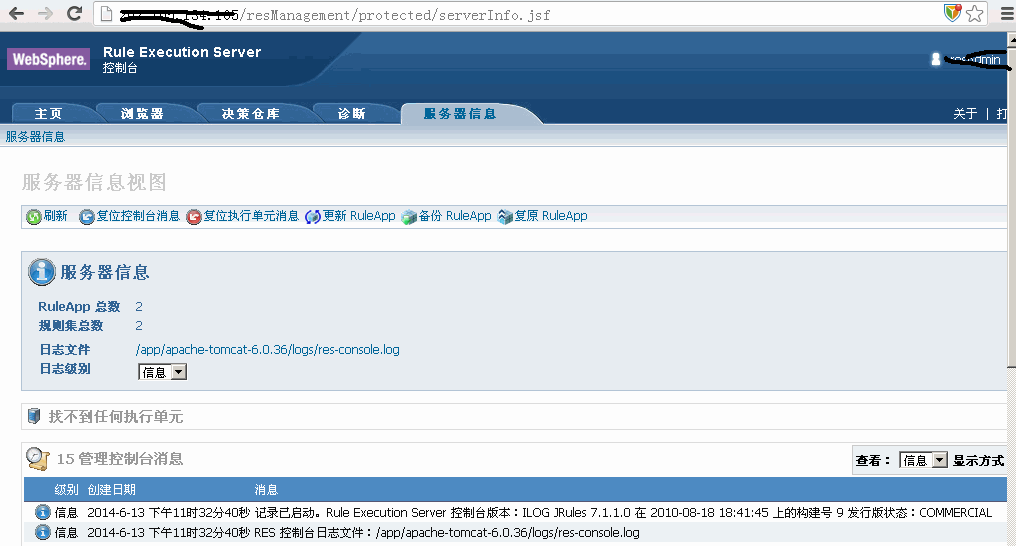 /resManagement/protected/serverInfo.jsf
WebSphere. Rule Execution Server
控制台
主页 浏览器 决策仓库 诊断 服务器信息 关于 |
服务器信息
服务器信息视图
刷新 复位控制台消息 复位执行单元消息 更新 RuleApp 备份 RuleApp 复原 RuleApp
服务器信息
RuleApp 总数 2
规则集总数 2
日志文件 /app/apache-tomcat-6.0.36/logs/res-console.log
日志级别 信息
找不到任何执行单元
15 管理控制台消息 查看： 信息 显示方式
级别 创建日期 消息
信息 2014-6-13 下午11时32分40秒 记录已启动。Rule Execution Server 控制台版本：ILOG JRules 7.1.1.0 在 2010-08-18 18:41:45 上的构建号 9 发行版状态：COMMERCIAL
信息 2014-6-13 下午11时32分40秒 RES 控制台日志文件：/app/apache-tomcat-6.0.36/logs/res-console.log